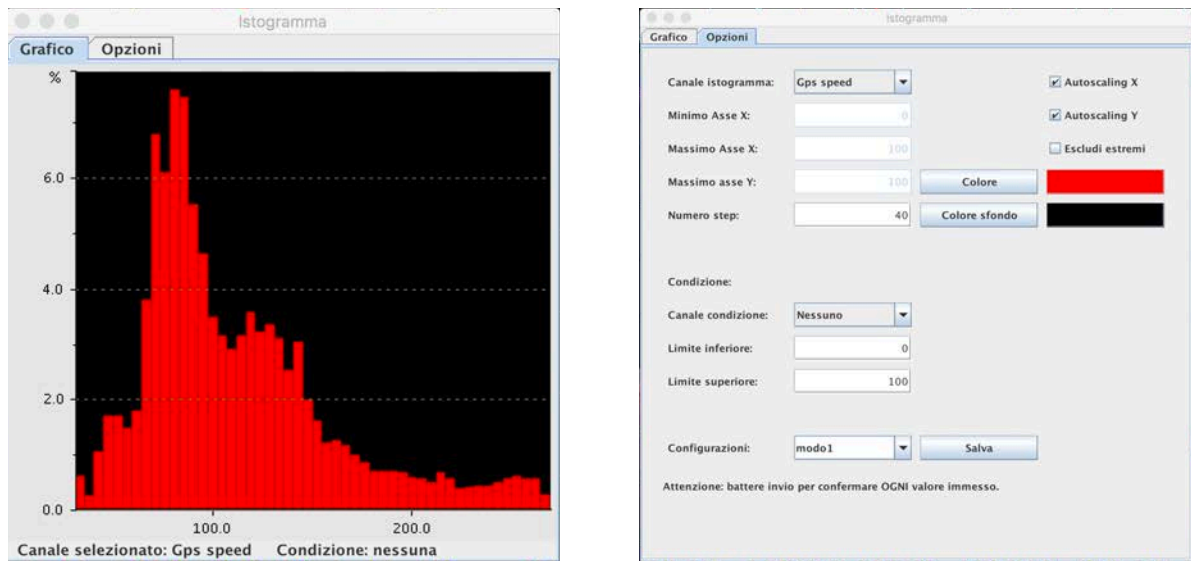 Istogramma
Grafico Opzioni
%
6.0
4.0
2.0
0.0
100.0 200.0
Canale selezionato: Gps speed Condizione: nessuna
Istogramma
Grafico Opzioni
Canale istogramma: Gps speed Autoscaling X
Minimo Asse X: 0 Autoscaling Y
Massimo Asse X: 100 Escludi estremi
Massimo asse Y: 100 Colore
Numero step: 40 Colore sfondo
Condizione:
Canale condizione: Nessuno
Limite inferiore: 0
Limite superiore: 100
Configurazioni: modo1 Salva
Attenzione: battere invio per confermare OGNI valore immesso.